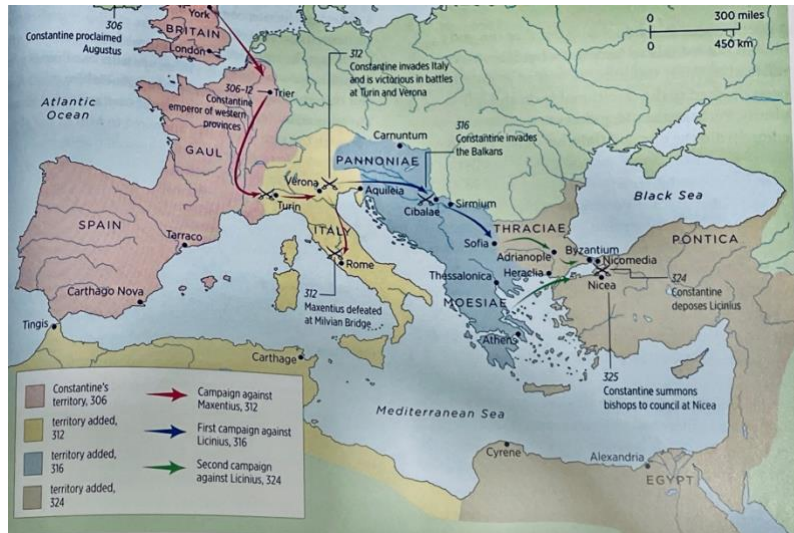 306
Constantine proclaimed
Augustus
York
BRITAIN
London
0 300 miles
0 450 km
312
Constantine invades Italy
and is victorious in battles
at Turin and Verona
306-12
Constantine
emperor of western
provinces
Trier
Atlantic
Ocean
GAUL
Carnuntum
316
Constantine invades
the Balkans
PANNONIAE
Verona
Aquileia
Turin
Cibalae
Sirmium
Black Sea
SPAIN
Tarraco
ITALY
Rome
THRACIAE
Sofia
Adrianople
Byzantium
Nicomedia
PONTICA
Heraclia
Nicea
Thessalonica
324
Constantine
deposes Licinius
Carthago Nova
312
Maxentius defeated
at Milvian Bridge
MOESIAE
Tingis
Athens
Carthage
325
Constantine summons
bishops to council at Nicea
Mediterranean Sea
Cyrene
Alexandria
EGYPT
Constantine's
territory, 306
territory added,
312
territory added,
316
territory added,
324
Campaign against
Maxentius, 312
First campaign against
Licinius, 316
Second campaign
against Licinius, 324